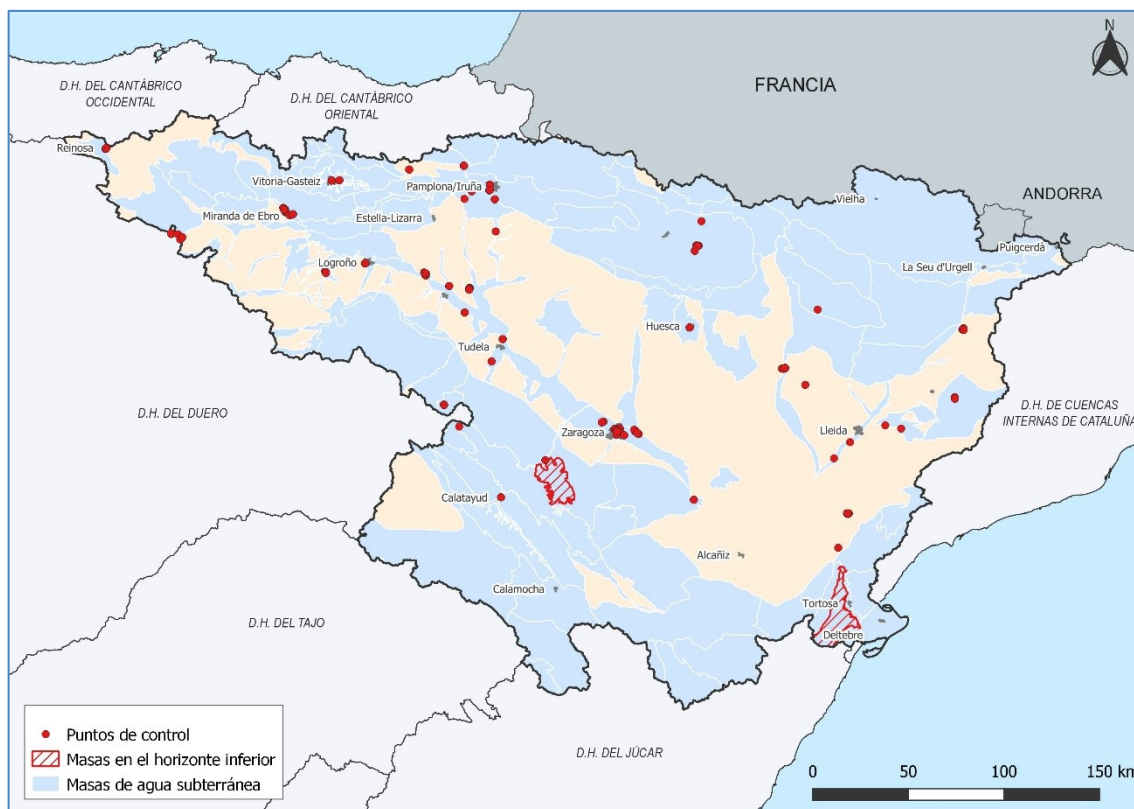 N
FRANCIA
D.H. DEL CANTÁBRICO
OCCIDENTAL
D.H. DEL CANTÁBRICO
ORIENTAL
Reinosa
Vitoria-Gasteiz
Pamplona/Iruña
ANDORRA
Vielha
Miranda de Ebro
Estella-Lizarra
Puigcerdà
La Seu d'Urgell
Logroño
Huesca
Tudela
D.H. DEL DUERO
D.H. DE CUENCAS
INTERNAS DE CATALUÑA
Zaragoza
Lleida
Calatayud
Alcañiz
Calamocha
Tortosa
D.H. DEL TAJO
Deltebre
D.H. DEL JÚCAR
Puntos de control
Masas en el horizonte inferior
Masas de agua subterránea
0 50 100 150 km